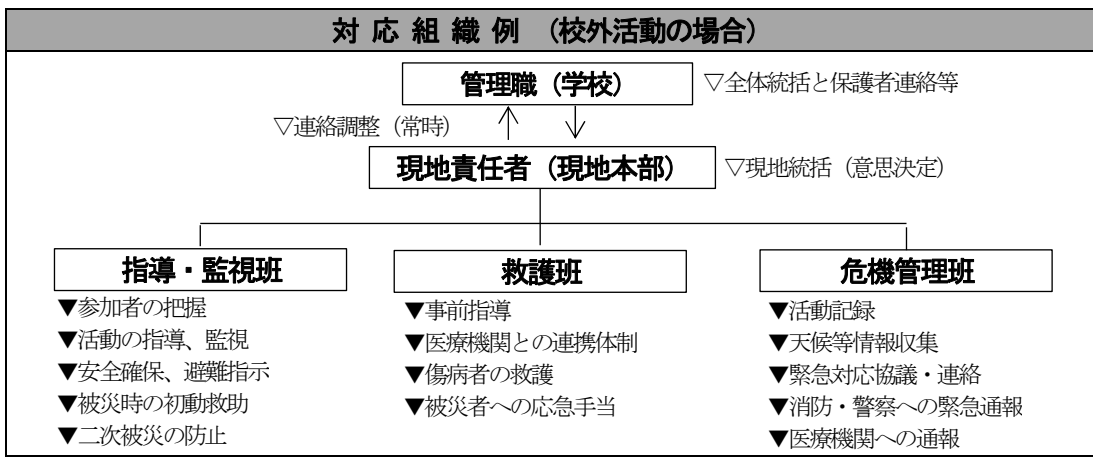 対 応 組 織 例 （校外活動の場合）
管理職（学校）
▽全体統括と保護者連絡等
▽連絡調整（常時）
現地責任者（現地本部）
▽現地統括（意思決定）
指導・監視班
▼参加者の把握
▼活動の指導、監視
▼安全確保、避難指示
▼被災時の初動救助
▼二次被災の防止
救護班
▼事前指導
▼医療機関との連携体制
▼傷病者の救護
▼被災者への応急手当
危機管理班
▼活動記録
▼天候等情報収集
▼緊急対応協議・連絡
▼消防・警察への緊急通報
▼医療機関への通報